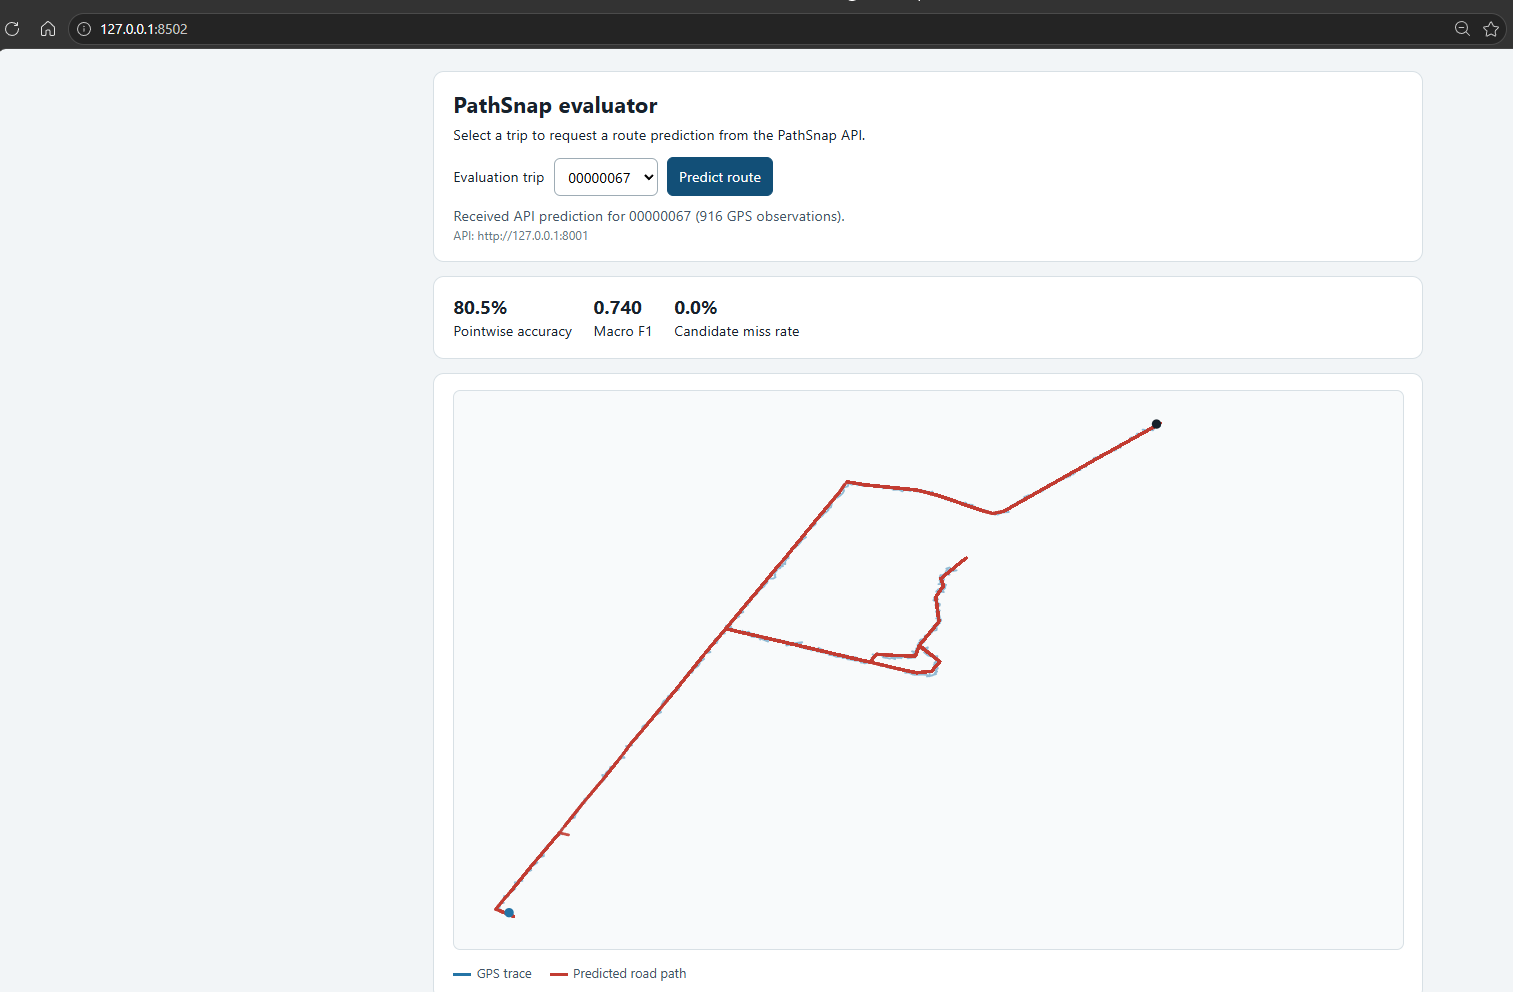 127.0.0.1:8502
PathSnap evaluator
Select a trip to request a route prediction from the PathSnap API.
Evaluation trip 00000067 Predict route
Received API prediction for 00000067 (916 GPS observations).
API: http://127.0.0.1:8001
80.5% 0.740 0.0%
Pointwise accuracy Macro F1 Candidate miss rate
GPS trace Predicted road path